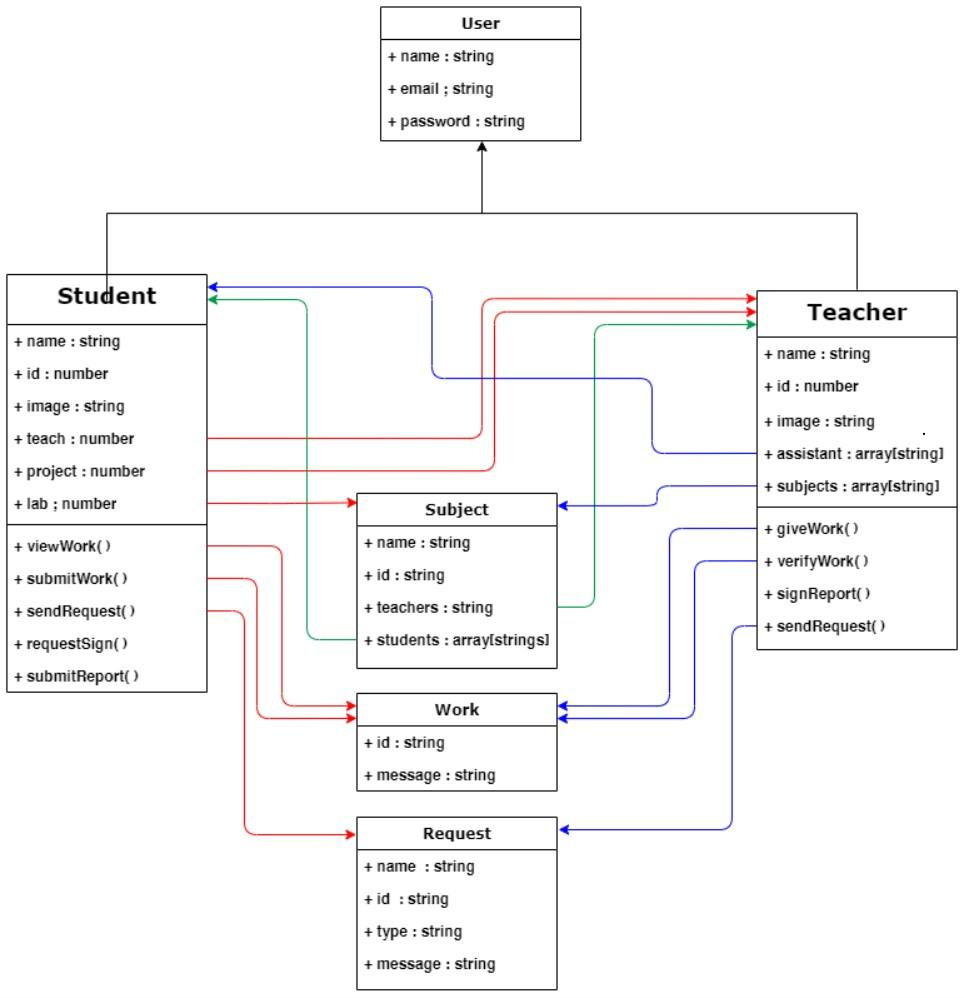 User
+ name : string
+ email ; string
+ password : string
Student
+ name : string
+ id : number
+ image : string
+ teach : number
+ project : number
+ lab ; number
+ viewWork( )
+ submitWork( )
+ sendRequest( )
+ requestSign( )
+ submitReport( )
Teacher
+ name : string
+ id : number
+ image : string
+ assistant : array[string]
+ subjects : array[string]
+ giveWork( )
+ verifyWork( )
+ signReport( )
+ sendRequest( )
Subject
+ name : string
+ id : string
+ teachers : string
+ students : array[strings]
Work
+ id : string
+ message : string
Request
+ name : string
+ id : string
+ type : string
+ message : string